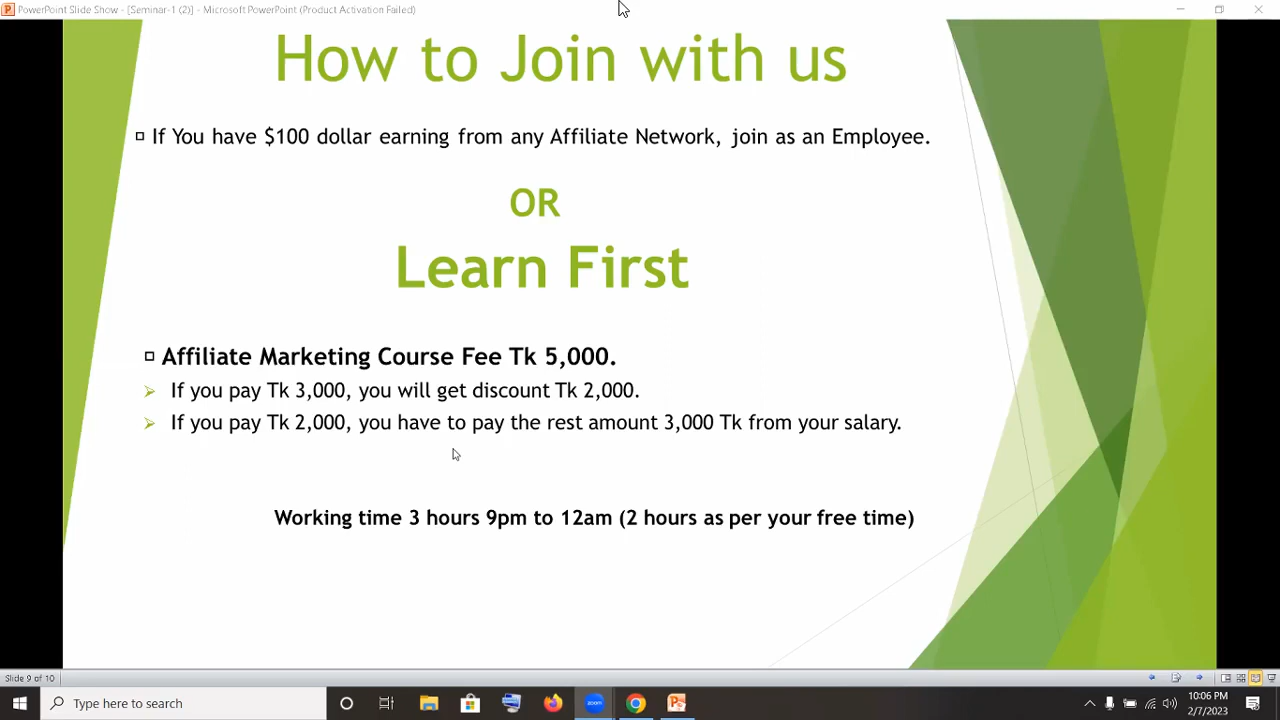 PowerPoint Slide Show - [Seminar-1 (2)] - Microsoft PowerPoint (Product Activation Failed)
How to Join with us
If You have $100 dollar earning from any Affiliate Network, join as an Employee.
OR
Learn First
Affiliate Marketing Course Fee Tk 5,000.
If you pay Tk 3,000, you will get discount Tk 2,000.
If you pay Tk 2,000, you have to pay the rest amount 3,000 Tk from your salary.
Working time 3 hours 9pm to 12am (2 hours as per your free time)
Slide 9 of 10
Type here to search
zoom
10:06 PM
2/7/2023